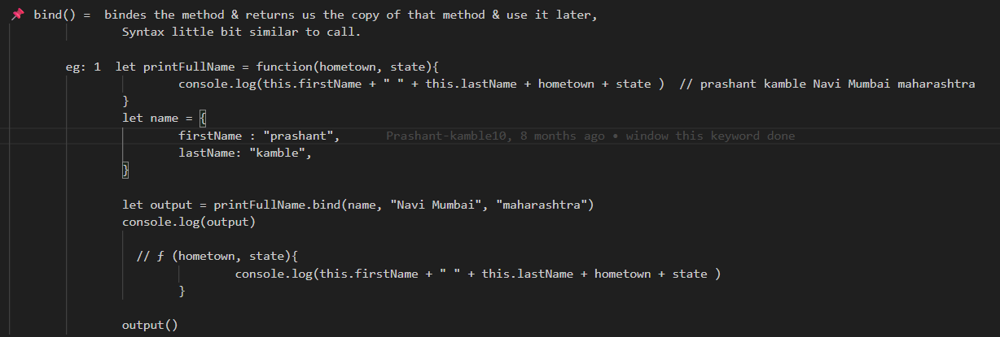 📌 bind() = bindes the method & returns us the copy of that method & use it later,
Syntax little bit similar to call.
eg: 1 let printFullName = function(hometown, state){
console.log(this.firstName + " " + this.lastName + hometown + state ) // prashant kamble Navi Mumbai maharashtra
}
let name = {
firstName : "prashant", Prashant-kamble10, 8 months ago • window this keyword done
lastName: "kamble",
}
let output = printFullName.bind(name, "Navi Mumbai", "maharashtra")
console.log(output)
// ƒ (hometown, state){
console.log(this.firstName + " " + this.lastName + hometown + state )
}
output()